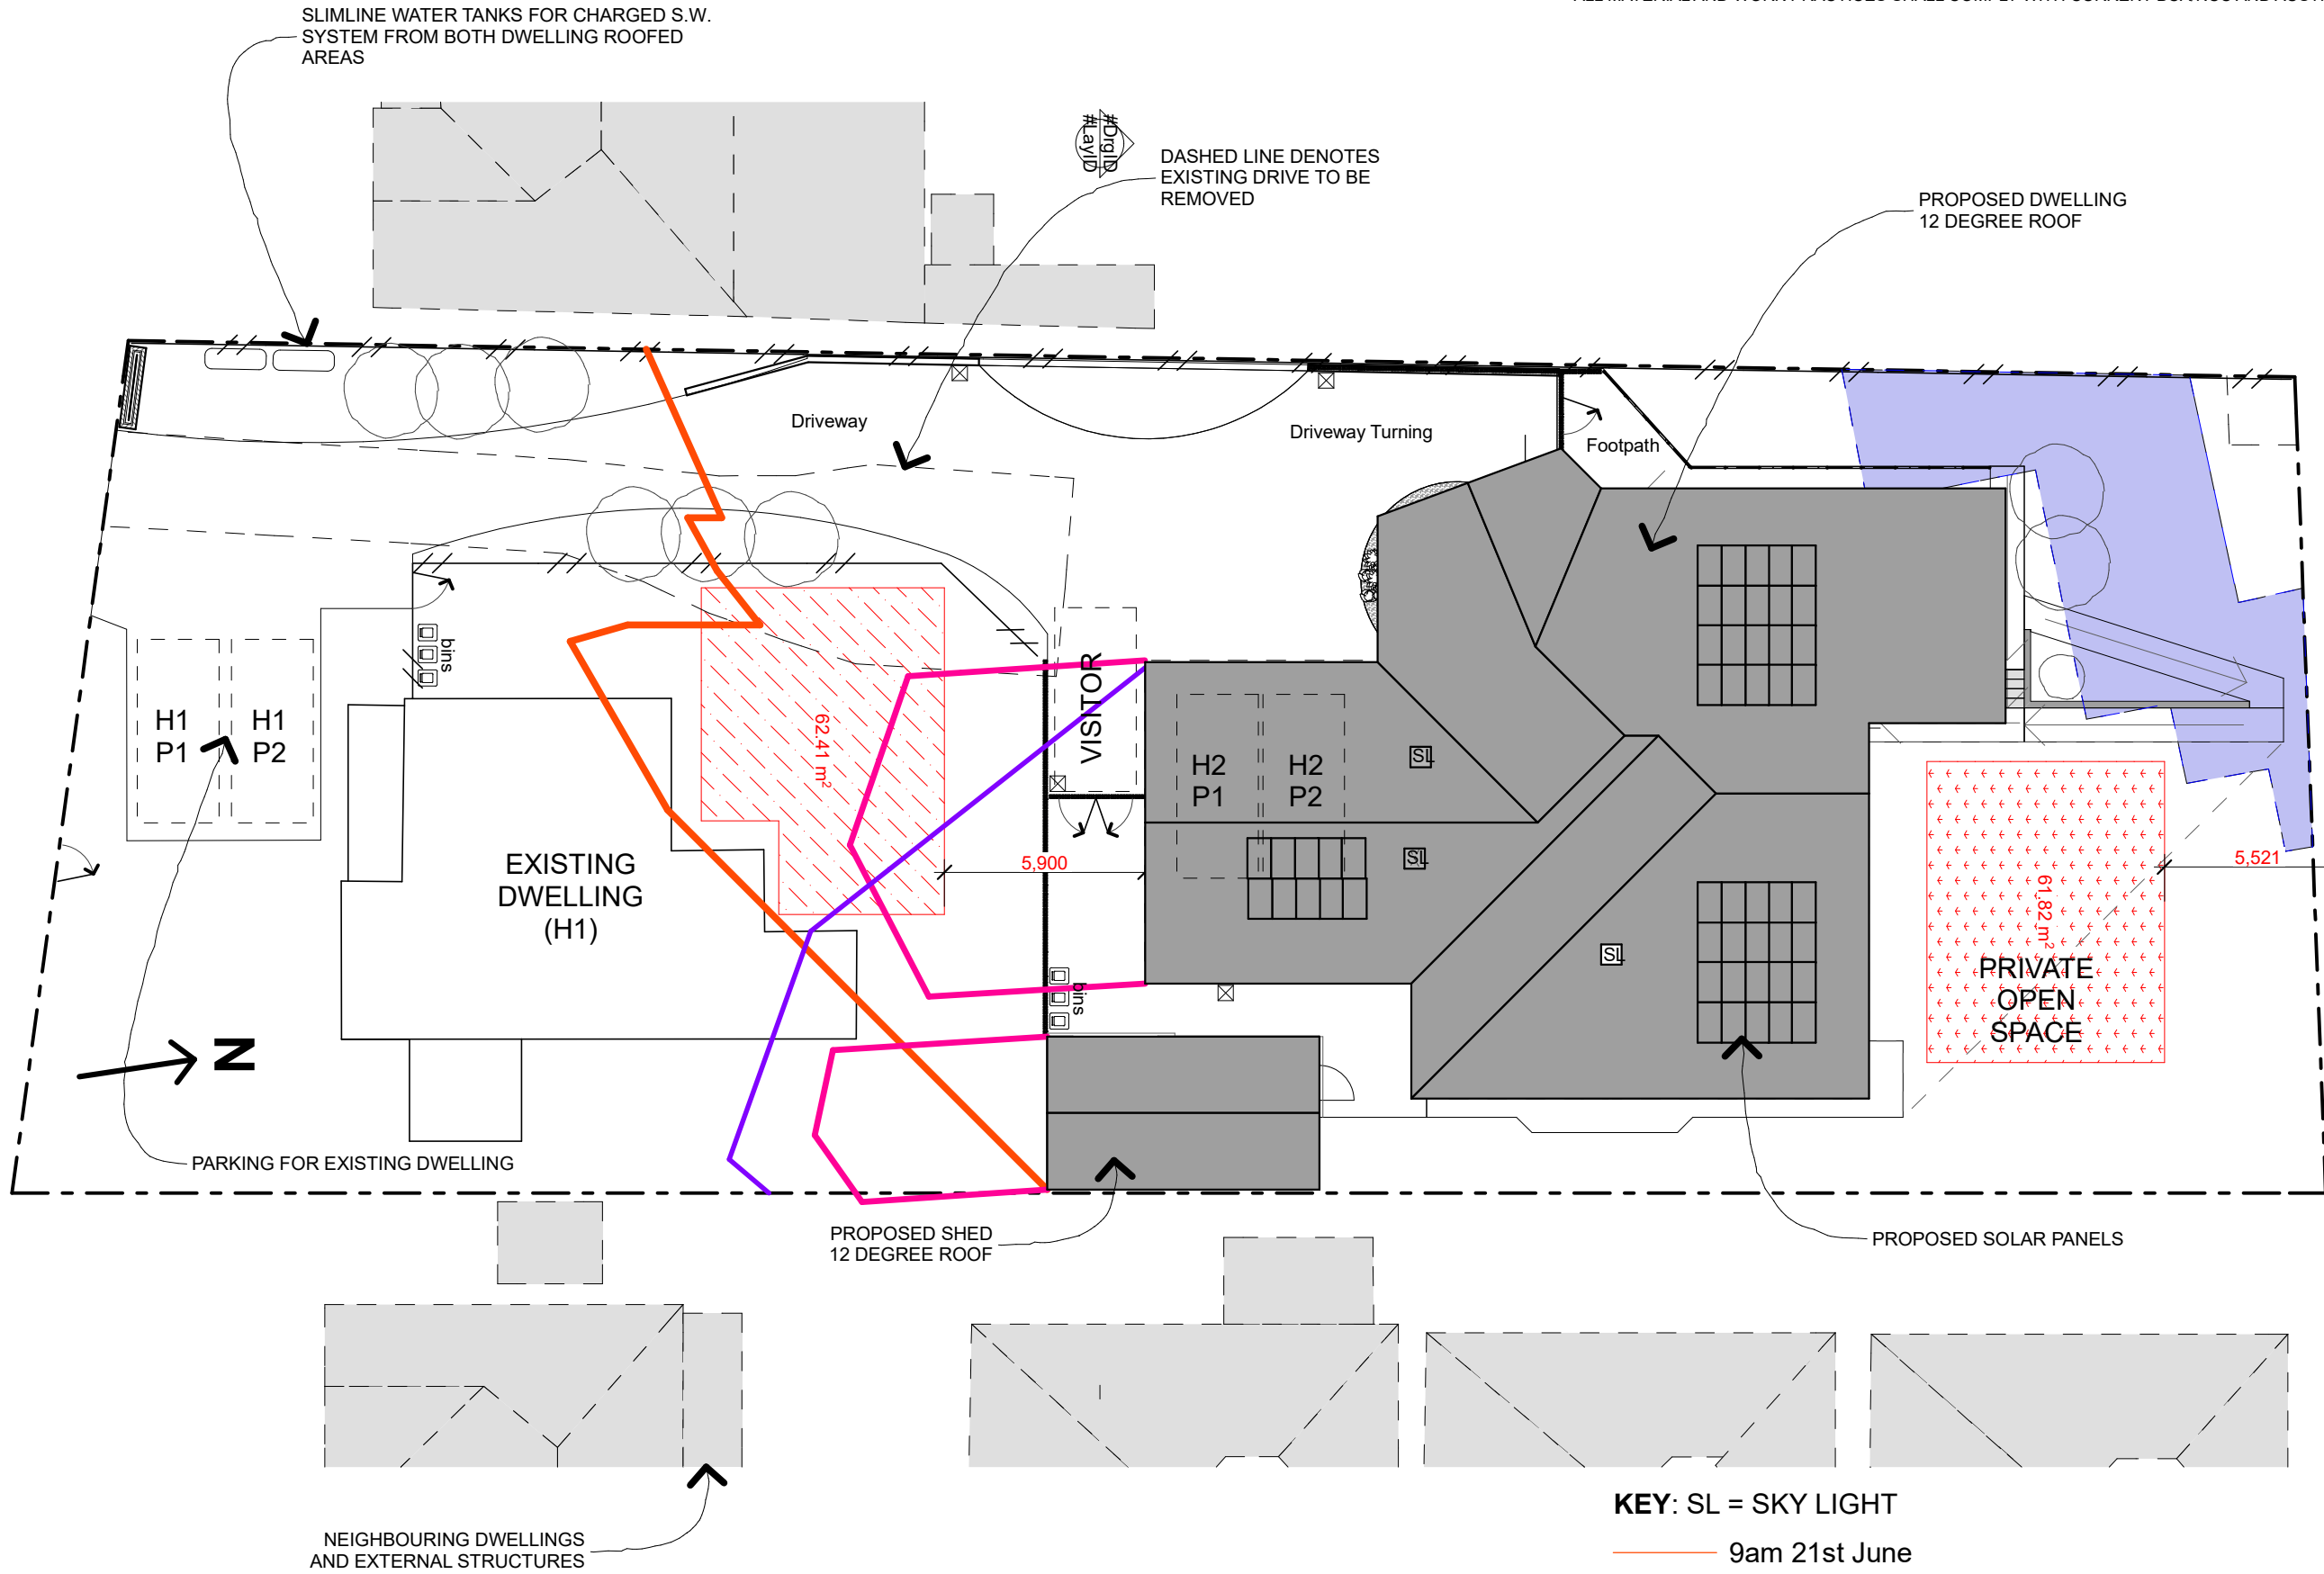 SLIMLINE WATER TANKS FOR CHARGED S.W.
SYSTEM FROM BOTH DWELLING ROOFED
AREAS
#DrgID
#LayID
DASHED LINE DENOTES
EXISTING DRIVE TO BE
REMOVED
PROPOSED DWELLING
12 DEGREE ROOF
Driveway
Driveway Turning
Footpath
bins
H1
P1
H1
P2
62.41 m²
VISITOR
H2
P1
H2
P2
SL
SL
SL
EXISTING
DWELLING
(H1)
5,900
5,521
61.82 m²
PRIVATE
OPEN
SPACE
bins
N
PARKING FOR EXISTING DWELLING
PROPOSED SHED
12 DEGREE ROOF
PROPOSED SOLAR PANELS
NEIGHBOURING DWELLINGS
AND EXTERNAL STRUCTURES
KEY: SL = SKY LIGHT
9am 21st June